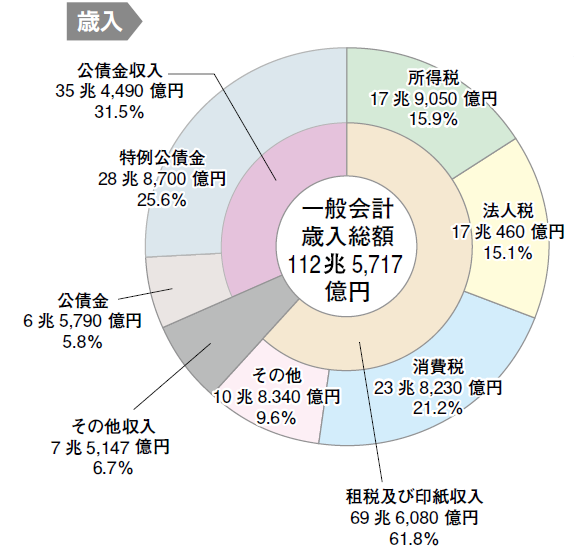 歳入
公債金収入
35 兆 4,490 億円
31.5%
所得税
17 兆 9,050 億円
15.9%
特例公債金
28 兆 8,700 億円
25.6%
一般会計
歳入総額
112兆 5,717
億円
法人税
17 兆 460 億円
15.1%
公債金
6 兆 5,790 億円
5.8%
消費税
23 兆 8,230 億円
21.2%
その他
10 兆 8.340 億円
9.6%
その他収入
7 兆 5,147 億円
6.7%
租税及び印紙収入
69 兆 6,080 億円
61.8%